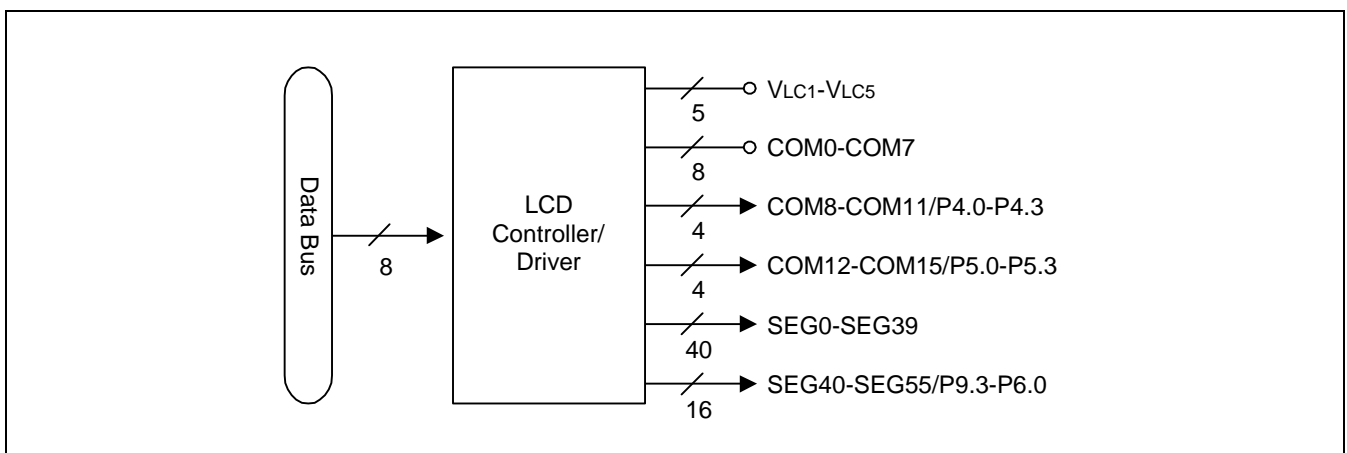 Data Bus
8
LCD
Controller/
Driver
VLC1-VLC5
5
COM0-COM7
8
COM8-COM11/P4.0-P4.3
4
COM12-COM15/P5.0-P5.3
4
SEG0-SEG39
40
SEG40-SEG55/P9.3-P6.0
16